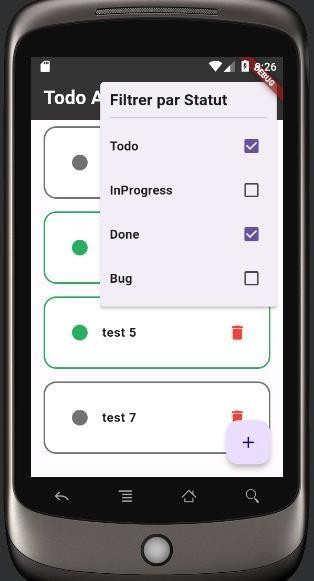 8:26
DEBUG
Todo A
Filtrer par Statut
Todo
InProgress
Done
Bug
test 5
test 7